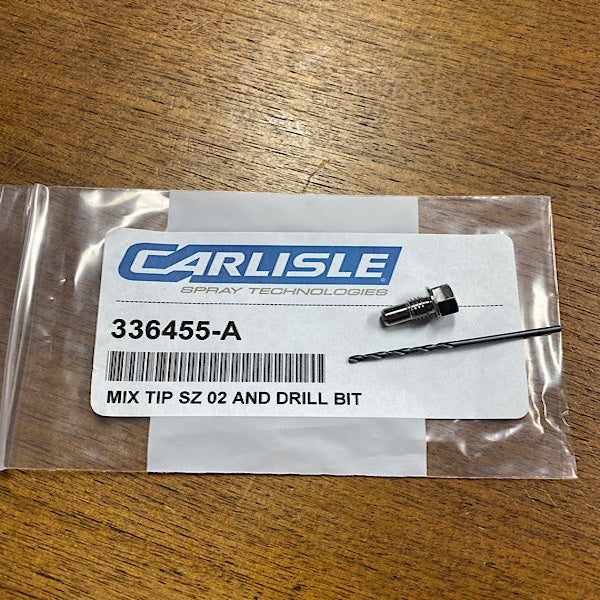 CARLISLE
SPRAY TECHNOLOGIES
336455-A
MIX TIP SZ 02 AND DRILL BIT